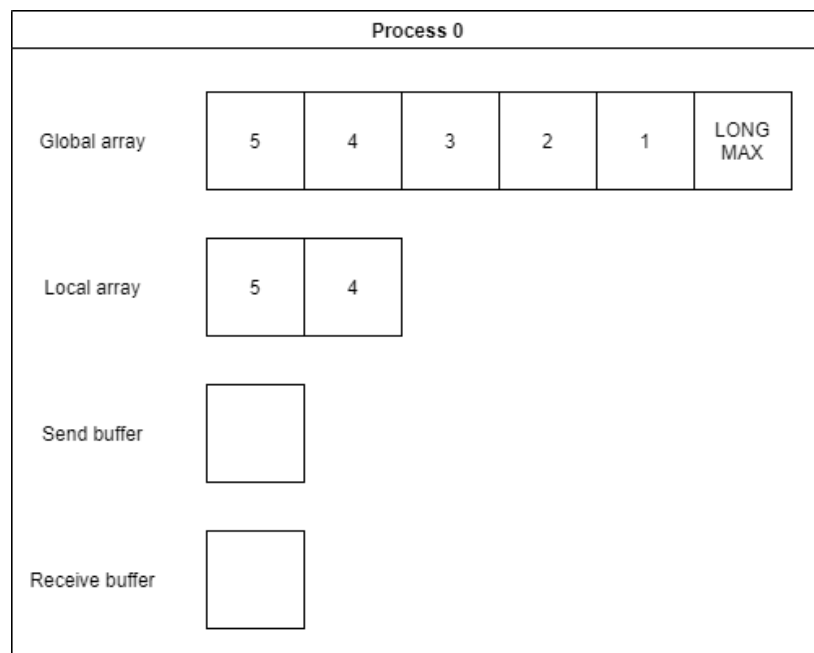 Process 0
Global array 5 4 3 2 1 LONG
MAX
Local array 5 4
Send buffer
Receive buffer